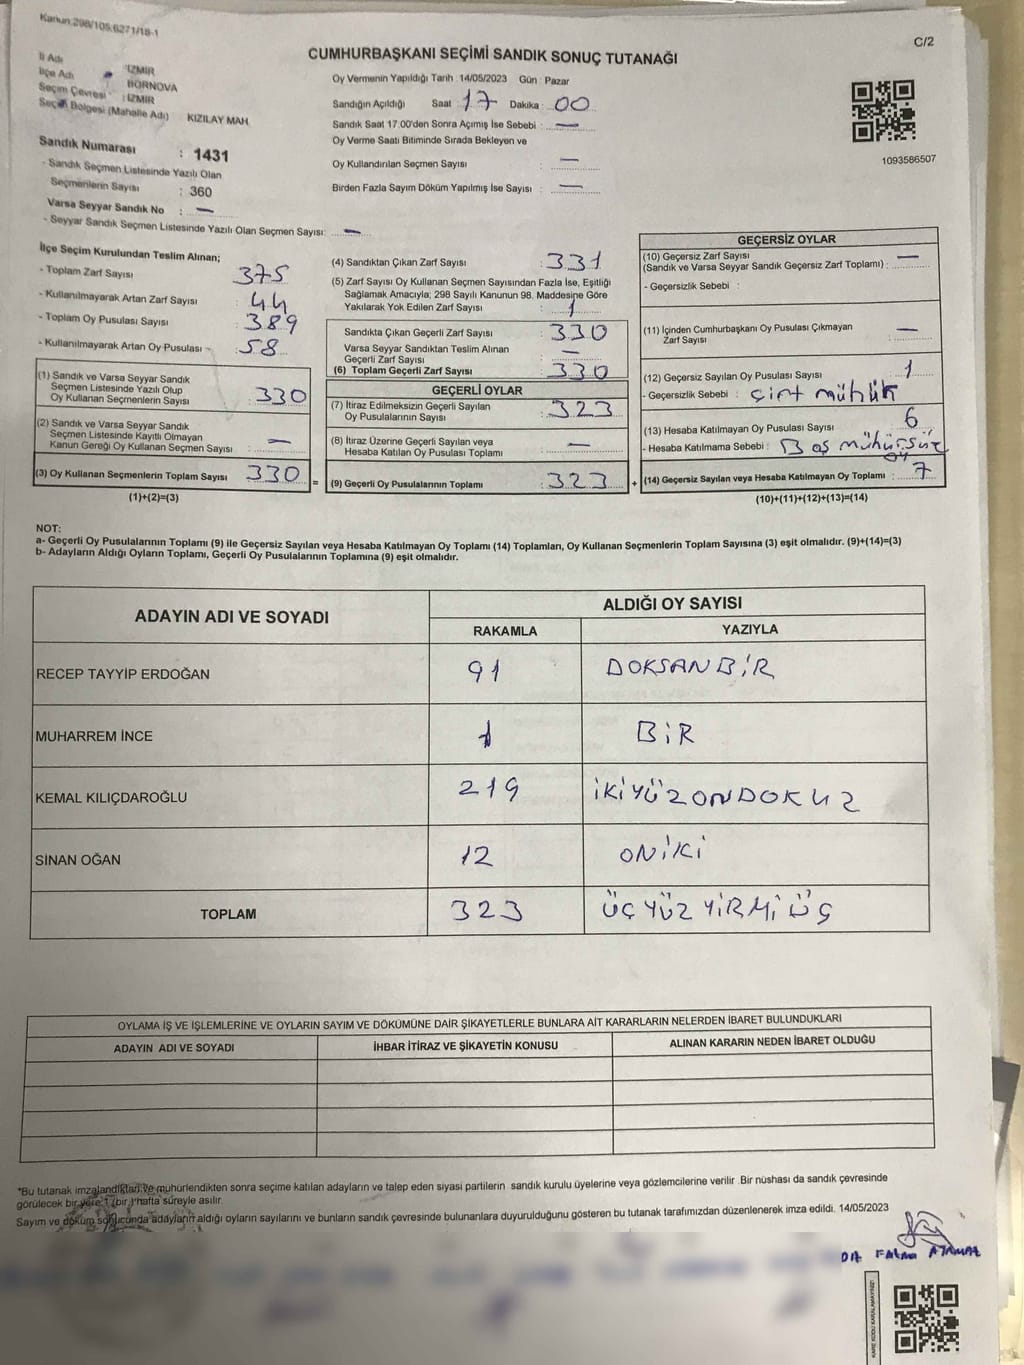 Kanun:298/105,6271/18-1
C/2
CUMHURBAŞKANI SEÇİMİ SANDIK SONUÇ TUTANAĞI
İl Adı : İZMİR
İlçe Adı : BORNOVA
Seçim Çevresi : İZMİR
Seçim Bölgesi (Mahalle Adı) KIZILAY MAH.
Sandık Numarası : 1431
- Sandık Seçmen Listesinde Yazılı Olan
Seçmenlerin Sayısı : 360
Varsa Seyyar Sandık No : —
- Seyyar Sandık Seçmen Listesinde Yazılı Olan Seçmen Sayısı: —
Oy Vermenin Yapıldığı Tarih :14/05/2023 Gün : Pazar
Sandığın Açıldığı Saat : 17 Dakika : 00
Sandık Saat 17.00'den Sonra Açımış İse Sebebi : —
Oy Verme Saati Bitiminde Sırada Bekleyen ve
Oy Kullandırılan Seçmen Sayısı : —
Birden Fazla Sayım Döküm Yapılmış İse Sayısı : —
1093586507
İlçe Seçim Kurulundan Teslim Alınan;
- Toplam Zarf Sayısı : 375
- Kullanılmayarak Artan Zarf Sayısı : 44
- Toplam Oy Pusulası Sayısı : 389
- Kullanılmayarak Artan Oy Pusulası : 58
(1) Sandık ve Varsa Seyyar Sandık
Seçmen Listesinde Yazılı Olup
Oy Kullanan Seçmenlerin Sayısı : 330
(2) Sandık ve Varsa Seyyar Sandık
Seçmen Listesinde Kayıtlı Olmayan
Kanun Gereği Oy Kullanan Seçmen Sayısı : —
(3) Oy Kullanan Seçmenlerin Toplam Sayısı : 330
(1)+(2)=(3)
=
(4) Sandıktan Çıkan Zarf Sayısı : 331
(5) Zarf Sayısı Oy Kullanan Seçmen Sayısından Fazla İse, Eşitliği
Sağlamak Amacıyla; 298 Sayılı Kanunun 98. Maddesine Göre
Yakılarak Yok Edilen Zarf Sayısı : 1
Sandıkta Çıkan Geçerli Zarf Sayısı : 330
Varsa Seyyar Sandıktan Teslim Alınan
Geçerli Zarf Sayısı : —
(6) Toplam Geçerli Zarf Sayısı : 330
GEÇERLİ OYLAR
(7) İtiraz Edilmeksizin Geçerli Sayılan
Oy Pusulalarının Sayısı : 323
(8) İtiraz Üzerine Geçerli Sayılan veya
Hesaba Katılan Oy Pusulası Toplamı : —
(9) Geçerli Oy Pusulalarının Toplamı : 323
+
GEÇERSİZ OYLAR
(10) Geçersiz Zarf Sayısı
(Sandık ve Varsa Seyyar Sandık Geçersiz Zarf Toplamı) : —
- Geçersizlik Sebebi :
(11) İçinden Cumhurbaşkanı Oy Pusulası Çıkmayan
Zarf Sayısı : —
(12) Geçersiz Sayılan Oy Pusulası Sayısı : 1
- Geçersizlik Sebebi : çift
(13) Hesaba Katılmayan Oy Pusulası Sayısı : 6
- Hesaba Katılmama Sebebi : Boş Mühürsüz
oy
(14) Geçersiz Sayılan veya Hesaba Katılmayan Oy Toplamı : 7
(10)+(11)+(12)+(13)=(14)
NOT:
a- Geçerli Oy Pusulalarının Toplamı (9) ile Geçersiz Sayılan veya Hesaba Katılmayan Oy Toplamı (14) Toplamları, Oy Kullanan Seçmenlerin Toplam Sayısına (3) eşit olmalıdır. (9)+(14)=(3)
b- Adayların Aldığı Oyların Toplamı, Geçerli Oy Pusulalarının Toplamına (9) eşit olmalıdır.
ADAYIN ADI VE SOYADI ALDIĞI OY SAYISI
RAKAMLA YAZIYLA
RECEP TAYYİP ERDOĞAN 91 DOKSANBİR
MUHARREM İNCE 1 BİR
KEMAL KILIÇDAROĞLU 219 İKİYÜZONDOKUZ
SİNAN OĞAN 12 ONİKİ
TOPLAM 323 ÜÇYÜZYİRMİÜÇ
OYLAMA İŞ VE İŞLEMLERİNE VE OYLARIN SAYIM VE DÖKÜMÜNE DAİR ŞİKAYETLERLE BUNLARA AİT KARARLARIN NELERDEN İBARET BULUNDUKLARI
ADAYIN ADI VE SOYADI İHBAR İTİRAZ VE ŞİKAYETİN KONUSU ALINAN KARARIN NEDEN İBARET OLDUĞU
*Bu tutanak imzalandıktan ve mühürlendikten sonra seçime katılan adayların ve talep eden siyasi partilerin sandık kurulu üyelerine veya gözlemcilerine verilir. Bir nüshası da sandık çevresinde
görülecek bir yere 1 (bir) hafta süreyle asılır.
Sayım ve döküm sonucunda adayların aldığı oyların sayılarını ve bunların sandık çevresinde bulunanlara duyurulduğunu gösteren bu tutanak tarafımızdan düzenlenerek imza edildi. 14/05/2023